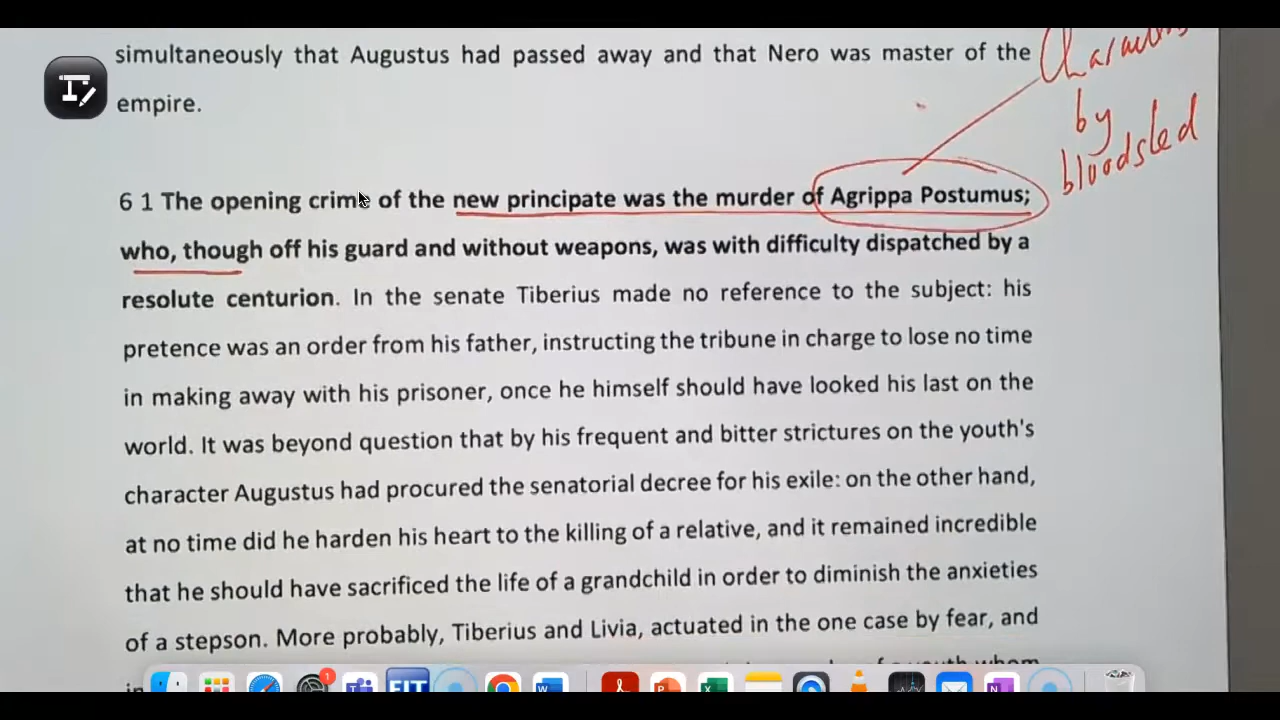 simultaneously that Augustus had passed away and that Nero was master of the
empire.
by
bloodshed
6 1 The opening crime of the new principate was the murder of Agrippa Postumus;
who, though off his guard and without weapons, was with difficulty dispatched by a
resolute centurion. In the senate Tiberius made no reference to the subject: his
pretence was an order from his father, instructing the tribune in charge to lose no time
in making away with his prisoner, once he himself should have looked his last on the
world. It was beyond question that by his frequent and bitter strictures on the youth's
character Augustus had procured the senatorial decree for his exile: on the other hand,
at no time did he harden his heart to the killing of a relative, and it remained incredible
that he should have sacrificed the life of a grandchild in order to diminish the anxieties
of a stepson. More probably, Tiberius and Livia, actuated in the one case by fear, and
youth whom
1
FIT